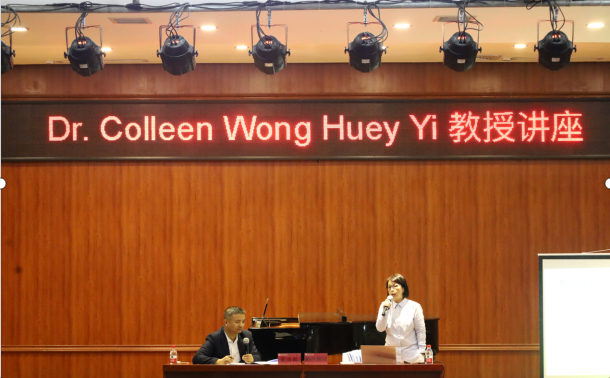 Dr. Colleen Wong Huey Yi 教授讲座